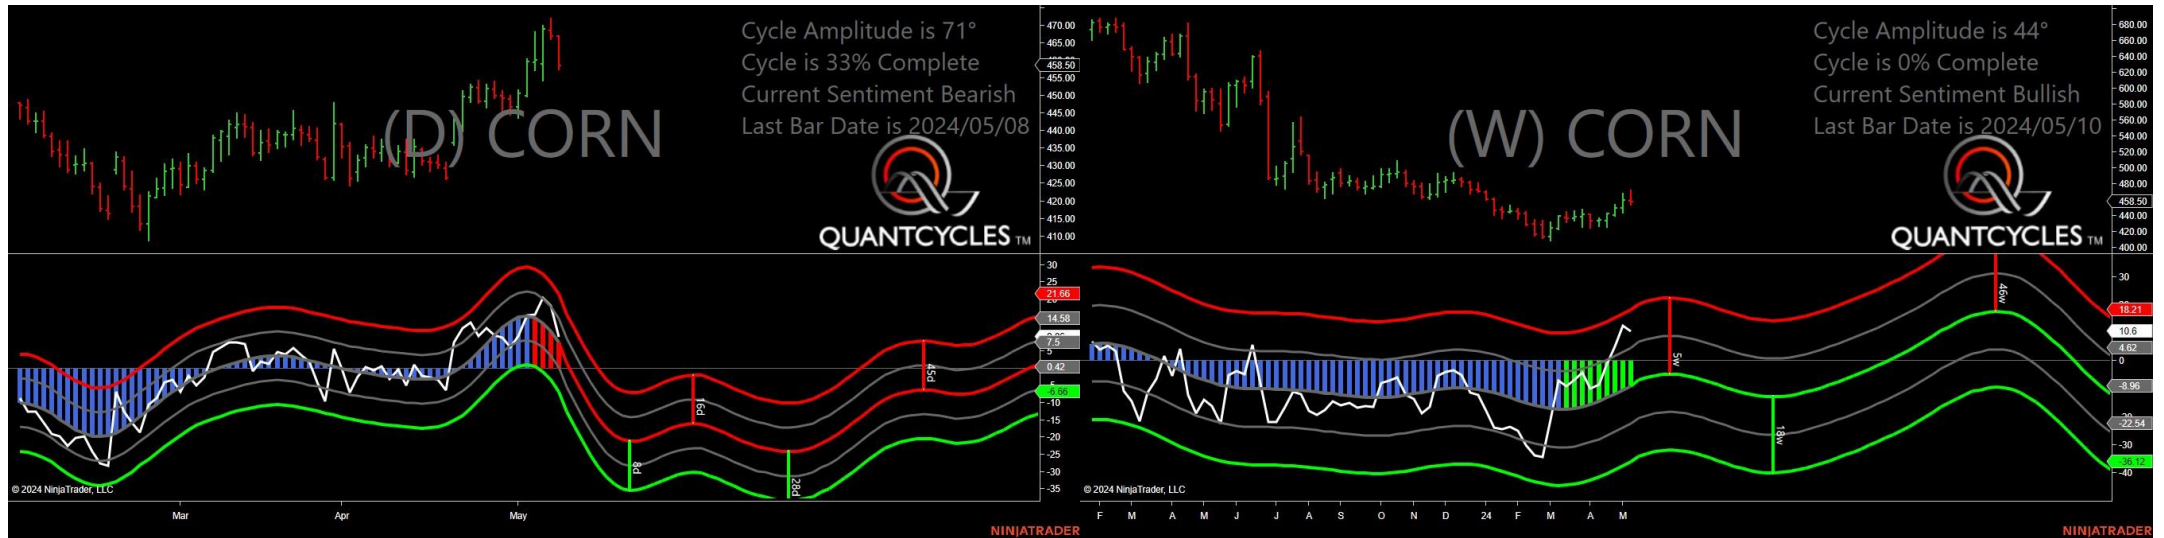 Cycle Amplitude is 71°
Cycle is 33% Complete
Current Sentiment Bearish
Last Bar Date is 2024/05/08
(D) CORN
QUANTCYCLES TM
470.00
465.00
458.50
455.00
450.00
445.00
440.00
435.00
430.00
425.00
420.00
415.00
410.00
30
25
21.66
14.58
7.5
5
0.42
-6.66
-10
-15
-20
-25
-30
-35
8d
16d
28d
45d
© 2024 NinjaTrader, LLC
Mar
Apr
May
NINJATRADER
Cycle Amplitude is 44°
Cycle is 0% Complete
Current Sentiment Bullish
Last Bar Date is 2024/05/10
(W) CORN
QUANTCYCLES TM
680.00
660.00
640.00
620.00
600.00
580.00
560.00
540.00
520.00
500.00
480.00
458.50
440.00
420.00
400.00
30
18.21
10.6
4.62
0
-8.96
-22.54
-30
-36.12
-40
5w
18w
46w
© 2024 NinjaTrader, LLC
F M A M J J A S O N D 24 F M A M
NINJATRADER